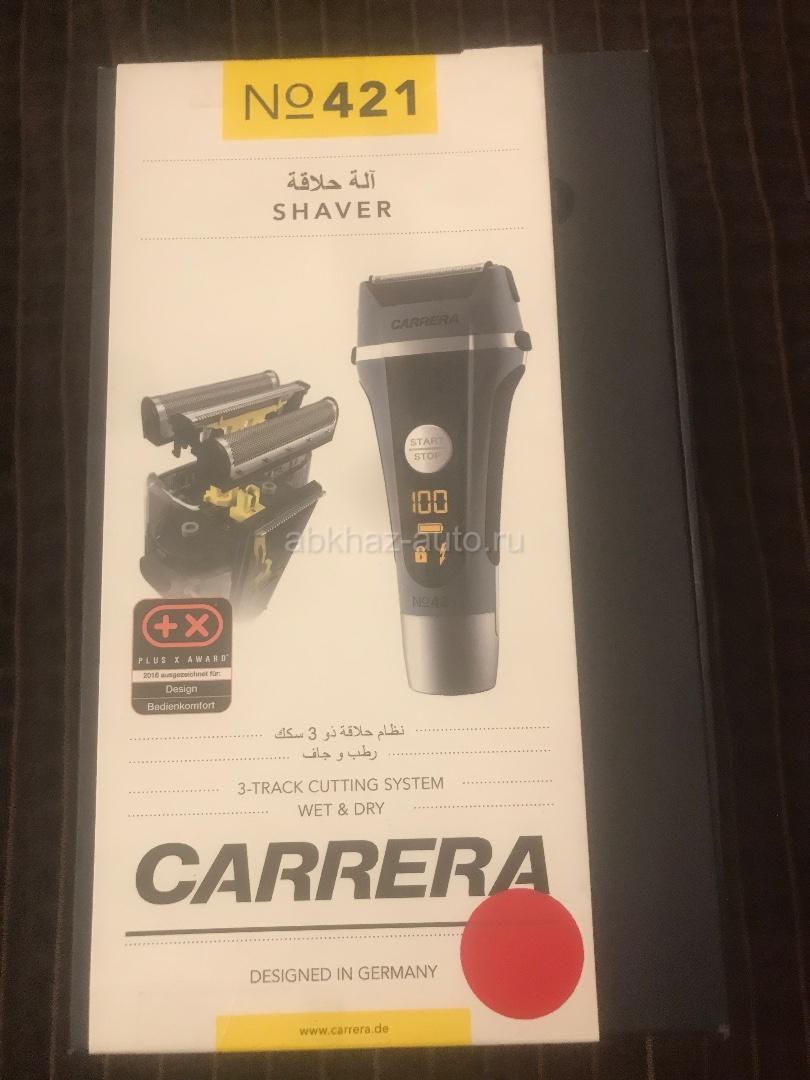 №421
آلة حلاقة
SHAVER
CARRERA
START
STOP
100
abkhaz-auto.ru
№42
PLUS X AWARD
2016 ausgezeichnet für:
Design
Bedienkomfort
نظام حلاقة ذو 3 سكك
رطب و جاف
3-TRACK CUTTING SYSTEM
WET & DRY
CARRERA
DESIGNED IN GERMANY
www.carrera.de